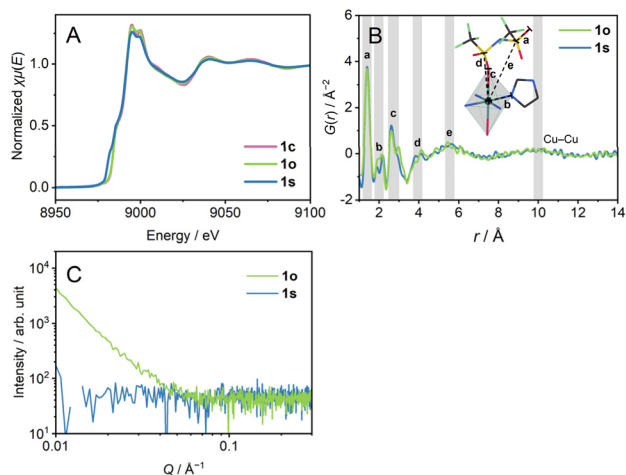 A
Normalized χμ(E)
1.0
0.5
0.0
1c
1o
1s
8950 9000 9050 9100
Energy / eV
B
G(r) / Å⁻²
6
4
2
0
-2
1o
1s
a
b
c
d
e
a
d
c
e
b
Cu–Cu
2 4 6 8 10 12 14
r / Å
C
Intensity / arb. unit
10⁴
10³
10²
10¹
1o
1s
0.01 0.1
Q / Å⁻¹